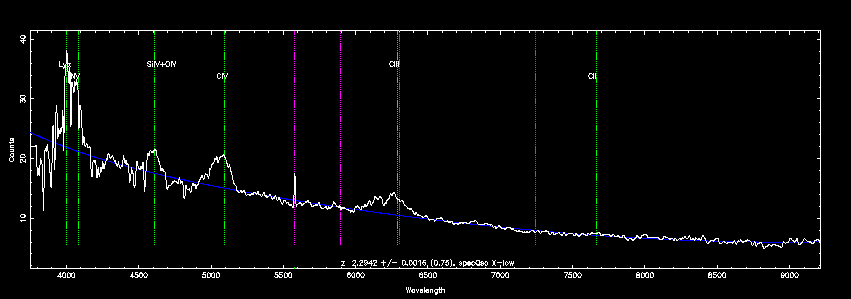 40
30
20
10
Counts
Lyα
NV
SiIV+OIV
CIV
CIII
CII
z 2.2942 +/- 0.0016, (0.75), specQso X-low
4000 4500 5000 5500 6000 6500 7000 7500 8000 8500 9000
Wavelength